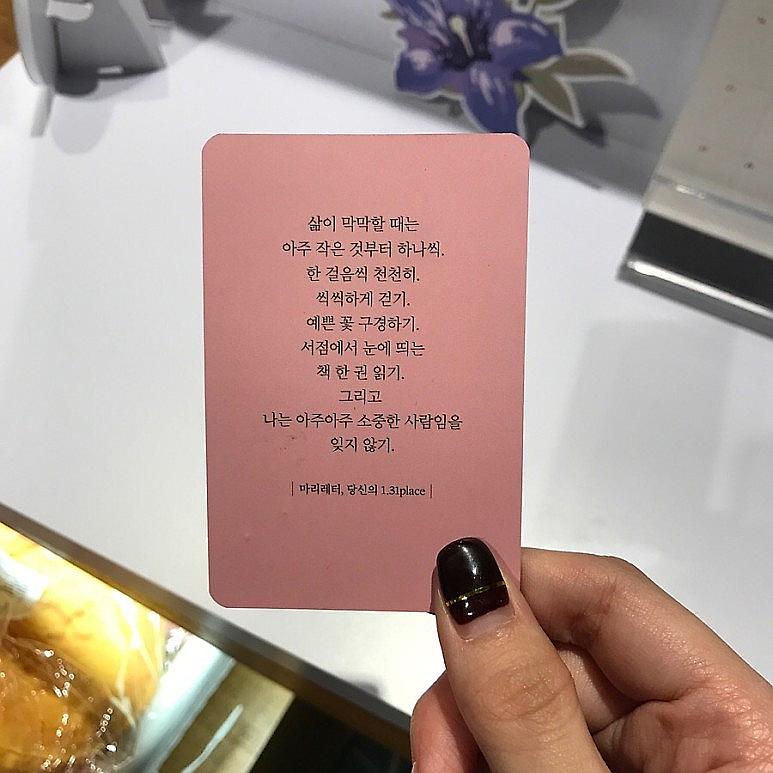 삶이 막막할 때는
아주 작은 것부터 하나씩.
한 걸음씩 천천히.
씩씩하게 걷기.
예쁜 꽃 구경하기.
서점에서 눈에 띄는
책 한 권 읽기.
그리고
나는 아주아주 소중한 사람임을
잊지 않기.
| 마리레터, 당신의 1.31place |